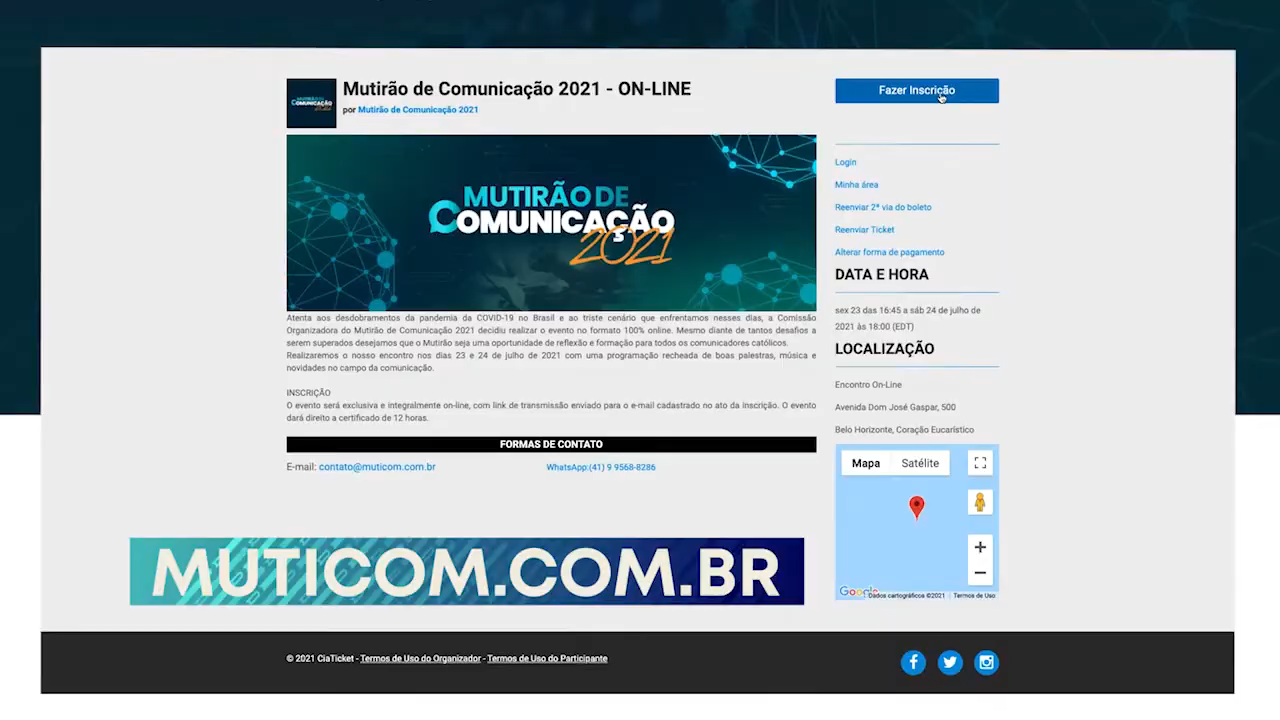 Mutirão de Comunicação 2021 - ON-LINE
por Mutirão de Comunicação 2021
MUTIRÃO DE
COMUNICAÇÃO
2021
Atenta aos desdobramentos da pandemia da COVID-19 no Brasil e ao triste cenário que enfrentamos nesses dias, a Comissão
Organizadora do Mutirão de Comunicação 2021 decidiu realizar o evento no formato 100% online. Mesmo diante de tantos desafios a
serem superados desejamos que o Mutirão seja uma oportunidade de reflexão e formação para todos os comunicadores católicos.
Realizaremos o nosso encontro nos dias 23 e 24 de julho de 2021 com uma programação recheada de boas palestras, música e
novidades no campo da comunicação.
INSCRIÇÃO
O evento será exclusiva e integralmente on-line, com link de transmissão enviado para o e-mail cadastrado no ato da inscrição. O evento
dará direito a certificado de 12 horas.
FORMAS DE CONTATO
E-mail: contato@muticom.com.br
WhatsApp:(41) 9 9568-8286
MUTICOM.COM.BR
Fazer Inscrição
Login
Minha área
Reenviar 2ª via do boleto
Reenviar Ticket
Alterar forma de pagamento
DATA E HORA
sex 23 das 16:45 a sáb 24 de julho de
2021 às 18:00 (EDT)
LOCALIZAÇÃO
Encontro On-Line
Avenida Dom José Gaspar, 500
Belo Horizonte, Coração Eucarístico
Mapa Satélite
Google
Dados cartográficos ©2021 Termos de Uso
© 2021 CiaTicket - Termos de Uso do Organizador - Termos de Uso do Participante